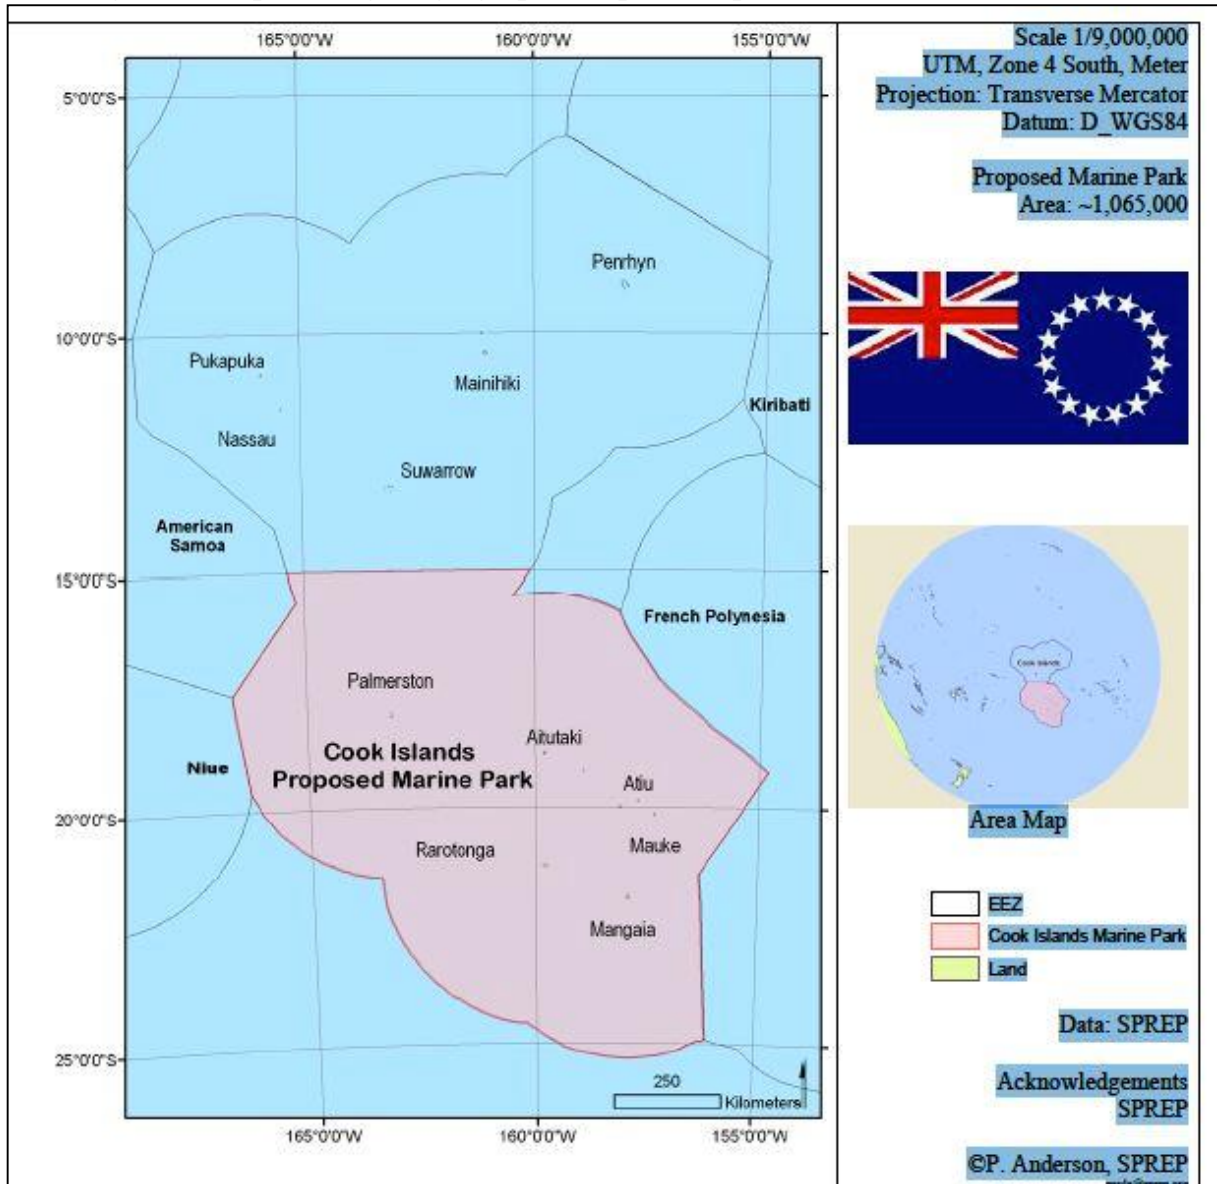 165°0'0"W
160°0'0"W
155°0'0"W
5°0'0"S
10°0'0"S
15°0'0"S
20°0'0"S
25°0'0"S
Penrhyn
Pukapuka
Mainihiki
Kiribati
Nassau
Suwarrow
American
Samoa
French Polynesia
Palmerston
Aitutaki
Cook Islands
Proposed Marine Park
Niue
Atiu
Rarotonga
Mauke
Mangaia
250
Kilometers
165°0'0"W
160°0'0"W
155°0'0"W
Scale 1/9,000,000
UTM, Zone 4 South, Meter
Projection: Transverse Mercator
Datum: D_WGS84
Proposed Marine Park
Area: ~1,065,000
Cook Islands
Area Map
EEZ
Cook Islands Marine Park
Land
Data: SPREP
Acknowledgements
SPREP
©P. Anderson, SPREP